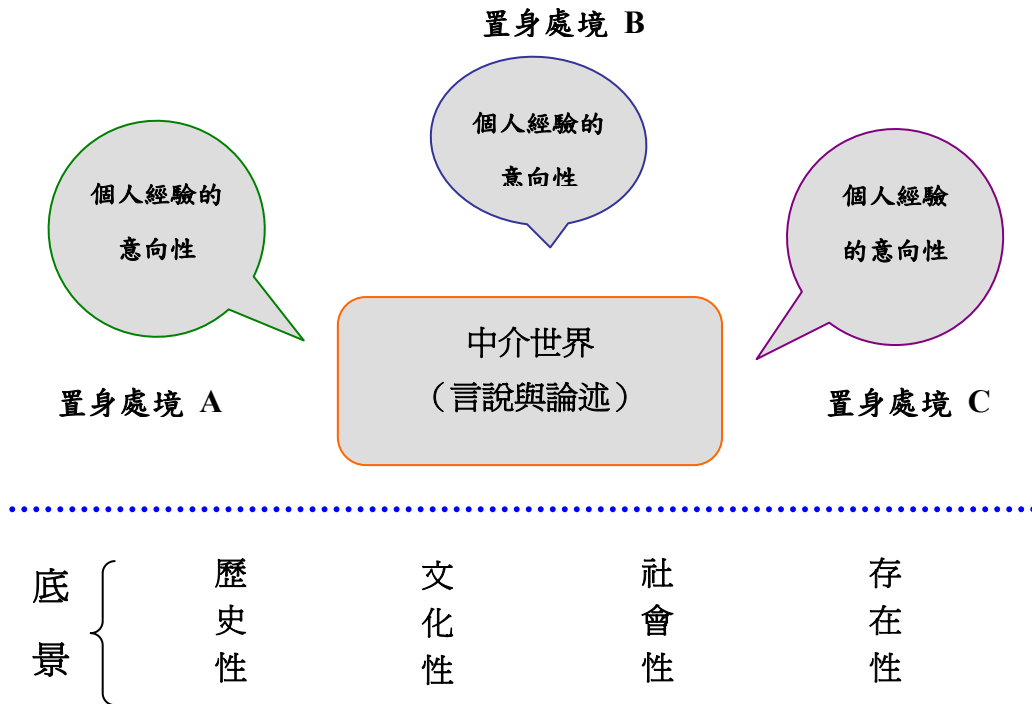 置身處境 B
個人經驗的
意向性
個人經驗的
意向性
個人經驗
的意向性
中介世界
（言說與論述）
置身處境 A
置身處境 C
底景
歷史性
文化性
社會性
存在性